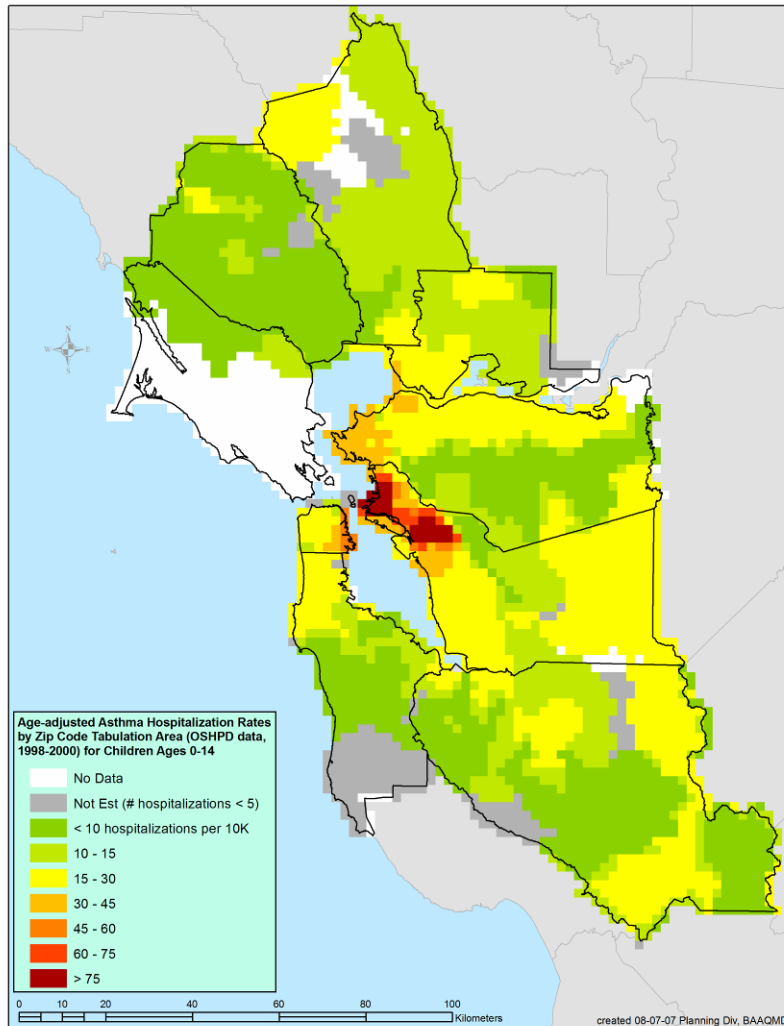 N
W E
S
Age-adjusted Asthma Hospitalization Rates
by Zip Code Tabulation Area (OSHPD data,
1998-2000) for Children Ages 0-14
No Data
Not Est (# hospitalizations < 5)
< 10 hospitalizations per 10K
10 - 15
15 - 30
30 - 45
45 - 60
60 - 75
> 75
0 10 20 40 60 80 100
Kilometers
created 08-07-07 Planning Div, BAAQMD